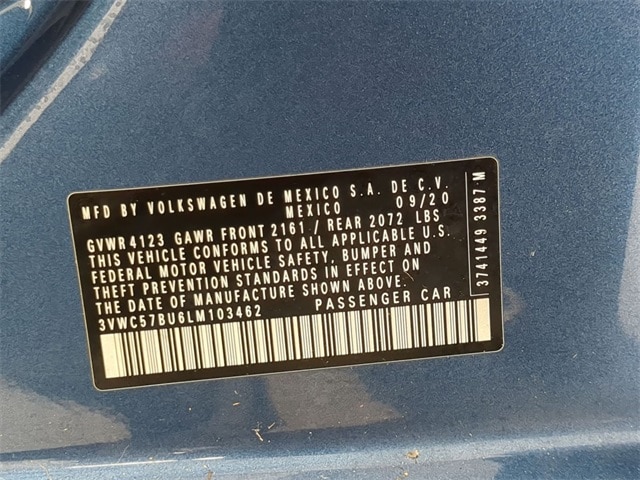 MFD BY VOLKSWAGEN DE MEXICO S.A. DE C.V.
MEXICO 09/20
GVWR 4123 GAWR FRONT 2161 / REAR 2072 LBS
THIS VEHICLE CONFORMS TO ALL APPLICABLE U.S.
FEDERAL MOTOR VEHICLE SAFETY, BUMPER AND
THEFT PREVENTION STANDARDS IN EFFECT ON
THE DATE OF MANUFACTURE SHOWN ABOVE.
3VWC57BU6LM103462 PASSENGER CAR
3741449 3387 M